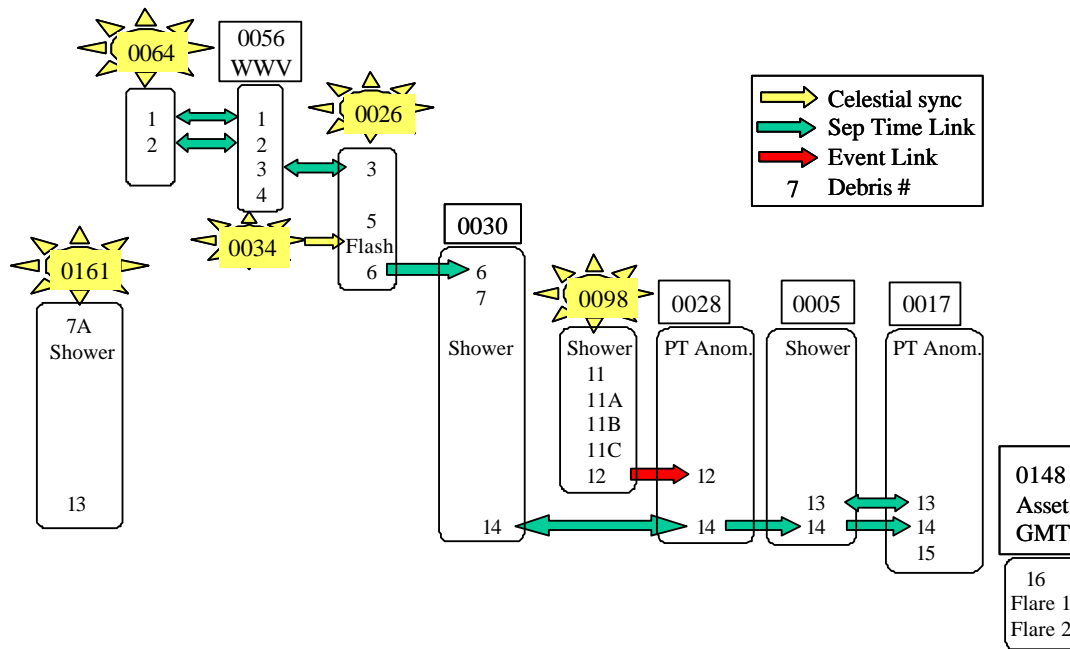 0064
0056
WWV
1
2
1
2
3
4
0026
3
5
Flash
6
0034
0161
7A
Shower
13
0030
6
7
Shower
14
0098
Shower
11
11A
11B
11C
12
0028
PT Anom.
12
14
0005
Shower
13
14
0017
PT Anom.
13
14
15
0148
Asset
GMT
16
Flare 1
Flare 2
Celestial sync
Sep Time Link
Event Link
7 Debris #